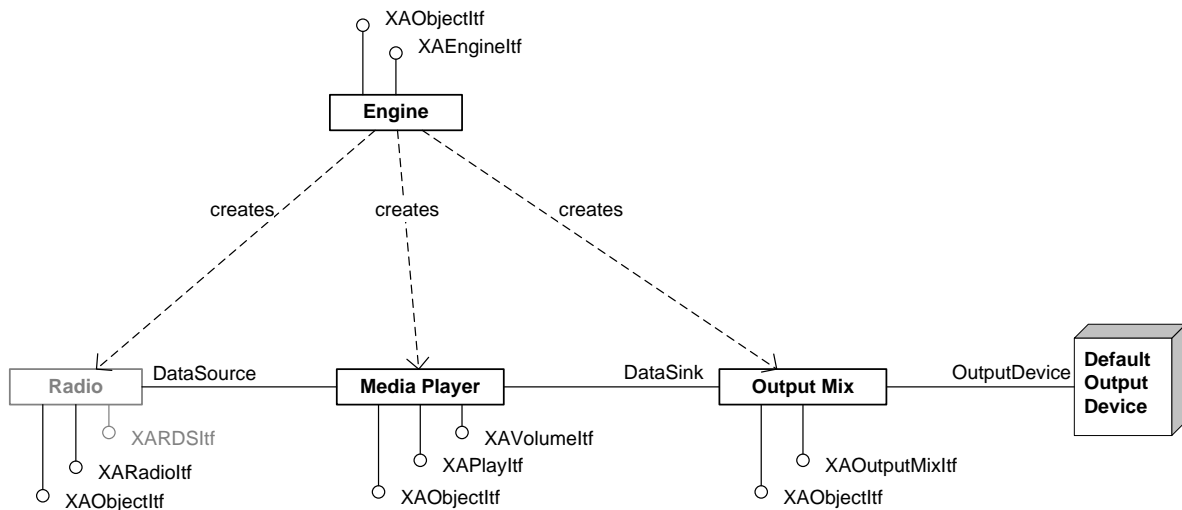 XAObjectItf
XAEngineItf
Engine
creates
creates
creates
Radio
DataSource
Media Player
DataSink
Output Mix
OutputDevice
Default
Output
Device
XARDSItf
XARadioItf
XAObjectItf
XAVolumeItf
XAPlayItf
XAObjectItf
XAOutputMixItf
XAObjectItf